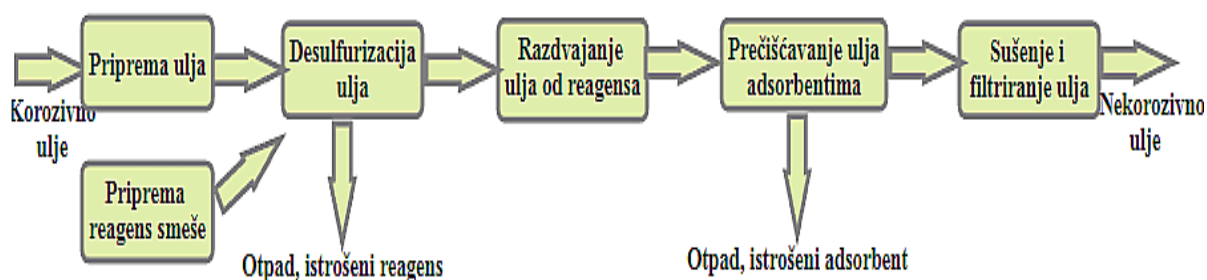 Korozivno
ulje
Priprema ulja
Priprema
reagens smeše
Desulfurizacija
ulja
Otpad, istrošeni reagens
Razdvajanje
ulja od reagensa
Prečišćavanje ulja
adsorbentima
Otpad, istrošeni adsorbent
Sušenje i
filtriranje ulja
Nekorozivno
ulje